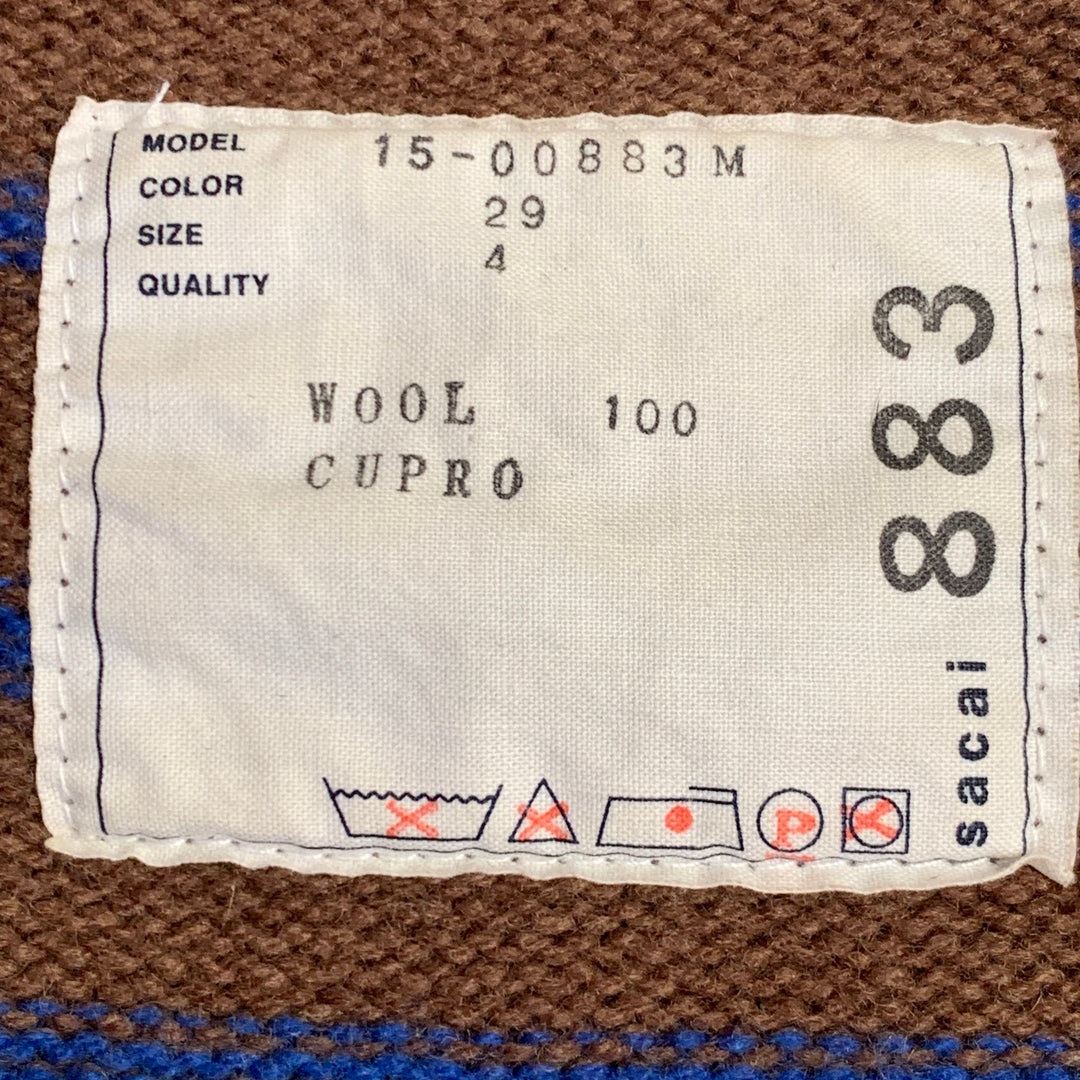 MODEL 15-00883M
COLOR 29
SIZE 4
QUALITY
WOOL 100
CUPRO
sacai 883
P